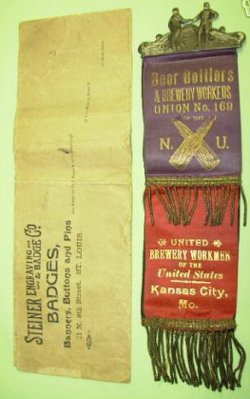 STEINER ENGRAVING
& BADGE Co
BADGES,
Banners, Buttons and Pins
11 N. 8th Street, ST. LOUIS.
Beer Bottlers
& BREWERY WORKERS
UNION No. 169
OF THE
N. U.
UNITED
BREWERY WORKMEN
OF THE
United States
Kansas City,
Mo.